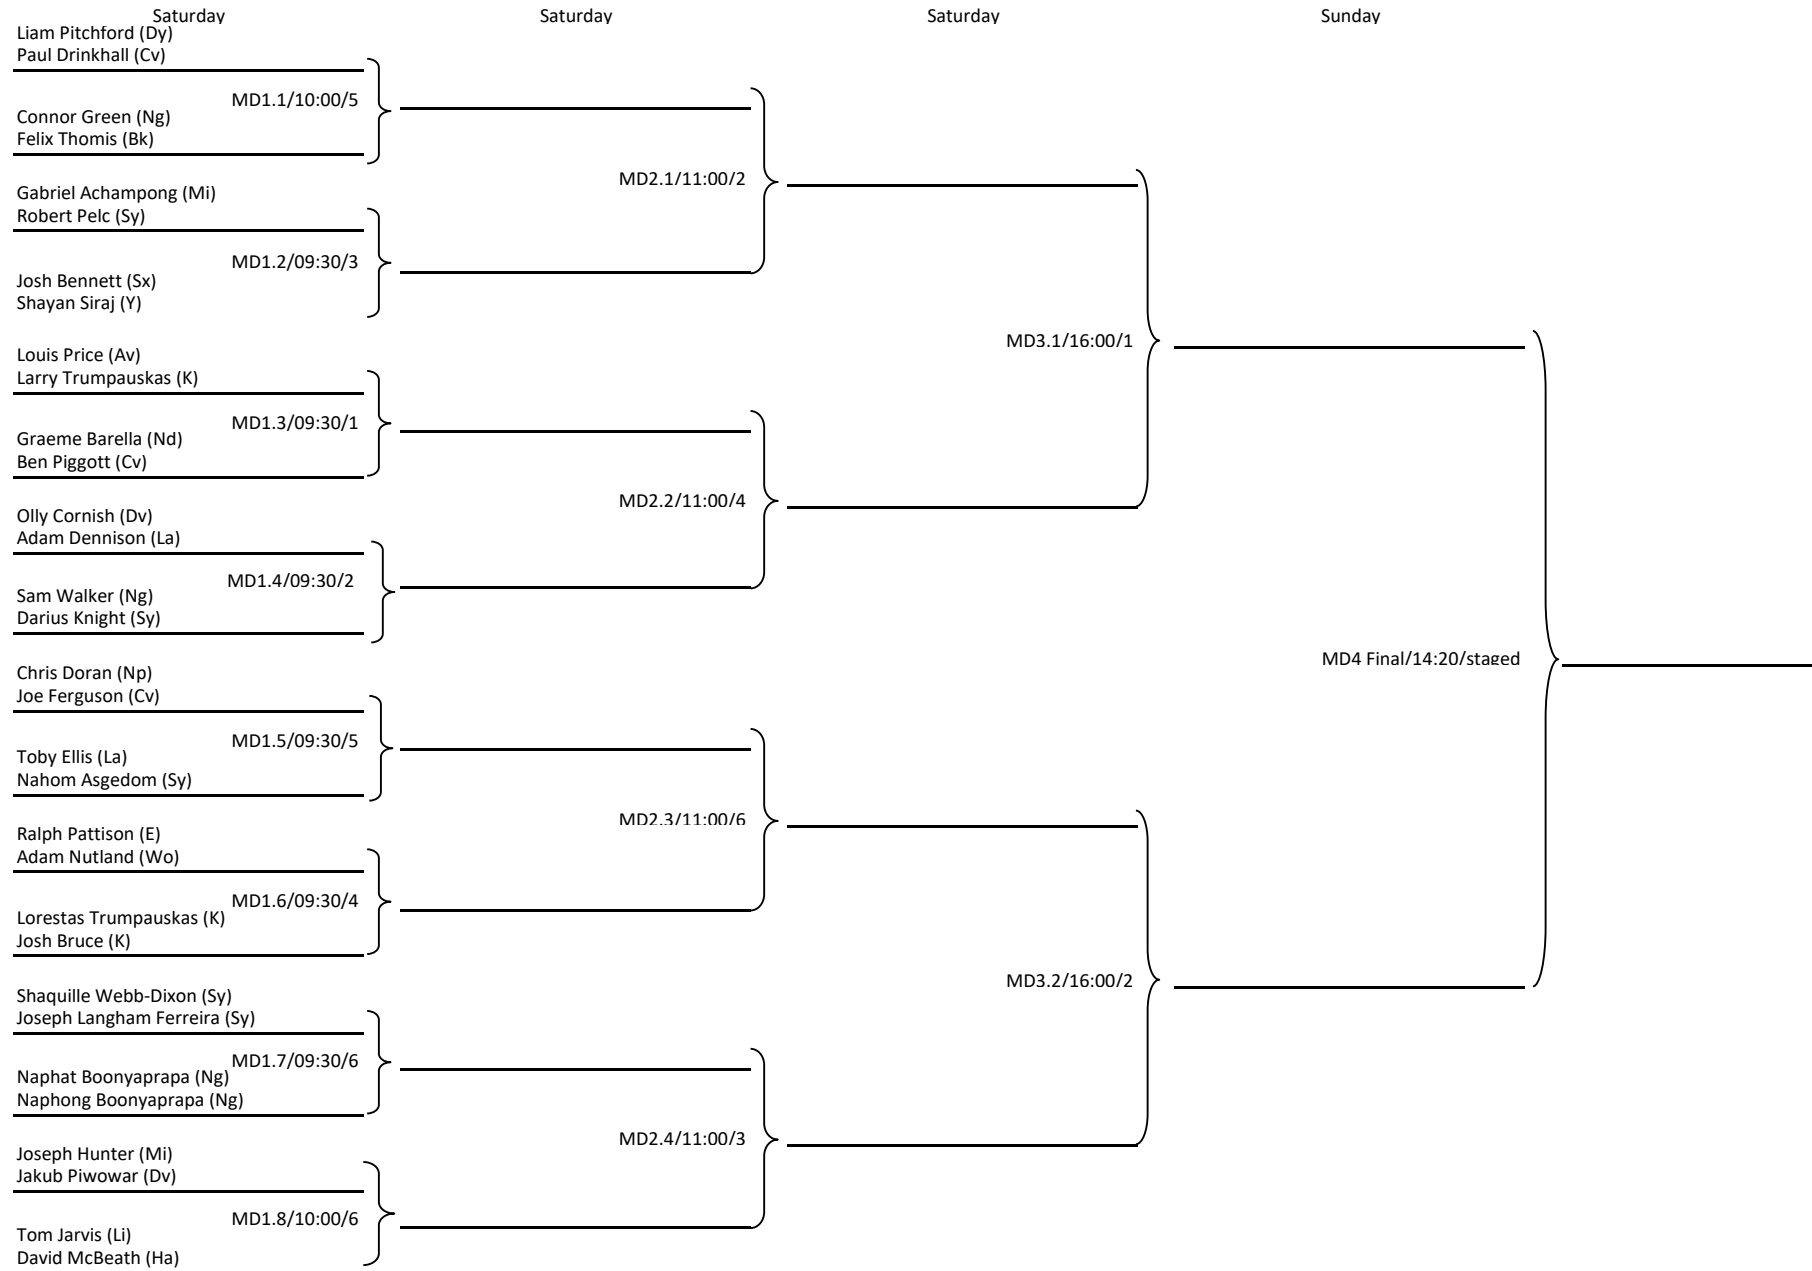 Saturday
Saturday
Saturday
Sunday
Liam Pitchford (Dy)
Paul Drinkhall (Cv)
MD1.1/10:00/5
Connor Green (Ng)
Felix Thomis (Bk)
MD2.1/11:00/2
Gabriel Achampong (Mi)
Robert Pelc (Sy)
MD1.2/09:30/3
Josh Bennett (Sx)
Shayan Siraj (Y)
MD3.1/16:00/1
Louis Price (Av)
Larry Trumpauskas (K)
MD1.3/09:30/1
Graeme Barella (Nd)
Ben Piggott (Cv)
MD2.2/11:00/4
Olly Cornish (Dv)
Adam Dennison (La)
MD1.4/09:30/2
Sam Walker (Ng)
Darius Knight (Sy)
MD4 Final/14:20/staged
Chris Doran (Np)
Joe Ferguson (Cv)
MD1.5/09:30/5
Toby Ellis (La)
Nahom Asgedom (Sy)
MD2.3/11:00/6
Ralph Pattison (E)
Adam Nutland (Wo)
MD1.6/09:30/4
Lorestas Trumpauskas (K)
Josh Bruce (K)
MD3.2/16:00/2
Shaquille Webb-Dixon (Sy)
Joseph Langham Ferreira (Sy)
MD1.7/09:30/6
Naphat Boonyaprapa (Ng)
Naphong Boonyaprapa (Ng)
MD2.4/11:00/3
Joseph Hunter (Mi)
Jakub Piwowar (Dv)
MD1.8/10:00/6
Tom Jarvis (Li)
David McBeath (Ha)